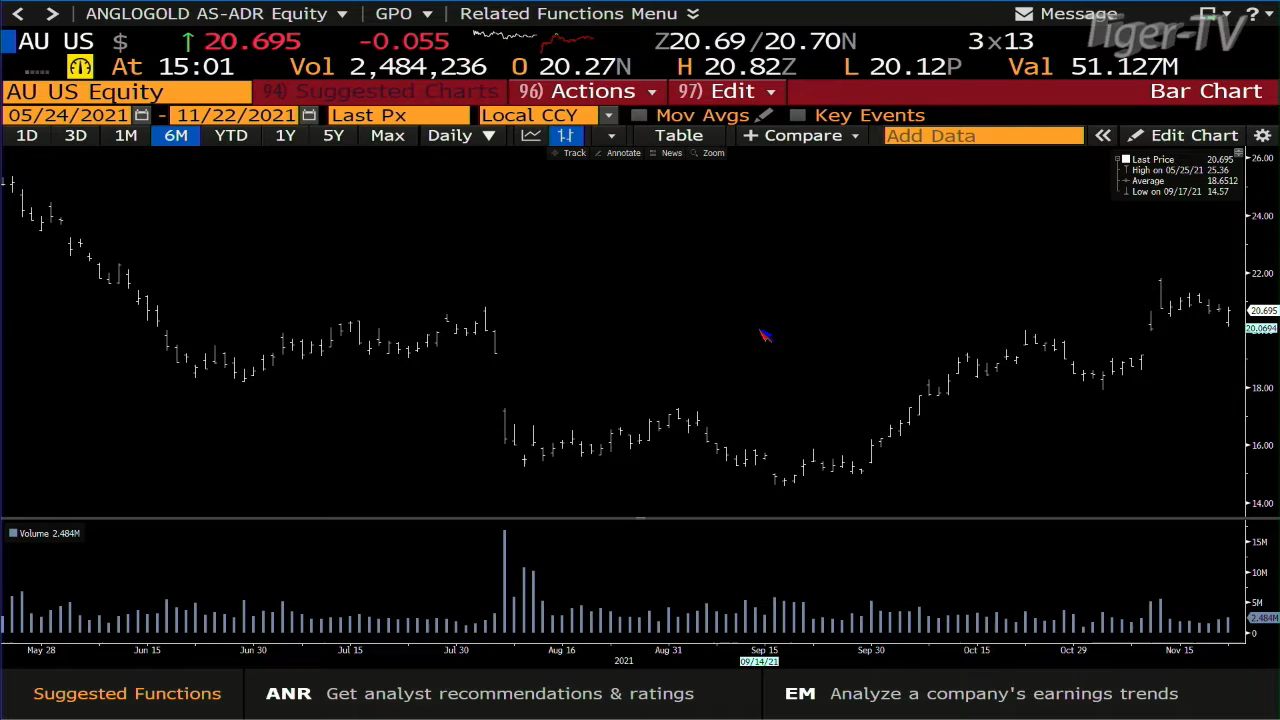 < > ANGLOGOLD AS-ADR Equity GPO Related Functions Menu Message ?
Tiger-TV
AU US $ ↑ 20.695 -0.055 Z20.69/20.70N 3×13
At 15:01 Vol 2,484,236 O 20.27N H 20.82Z L 20.12P Val 51.127M
AU US Equity 94) Suggested Charts 96) Actions 97) Edit Bar Chart
05/24/2021 - 11/22/2021 Last Px Local CCY Mov Avgs Key Events
1D 3D 1M 6M YTD 1Y 5Y Max Daily ▼ Table + Compare Add Data « Edit Chart
Track Annotate News Zoom
Last Price 20.695
High on 05/25/21 25.36
Average 18.6512
Low on 09/17/21 14.57
26.00
24.00
22.00
20.695
20.0694
18.00
16.00
14.00
Volume 2.484M
15M
10M
5M
2.484M
0
May 28 Jun 15 Jun 30 Jul 15 Jul 30 Aug 16 Aug 31 Sep 15 Sep 30 Oct 15 Oct 29 Nov 15
2021 09/14/21
Suggested Functions ANR Get analyst recommendations & ratings EM Analyze a company's earnings trends